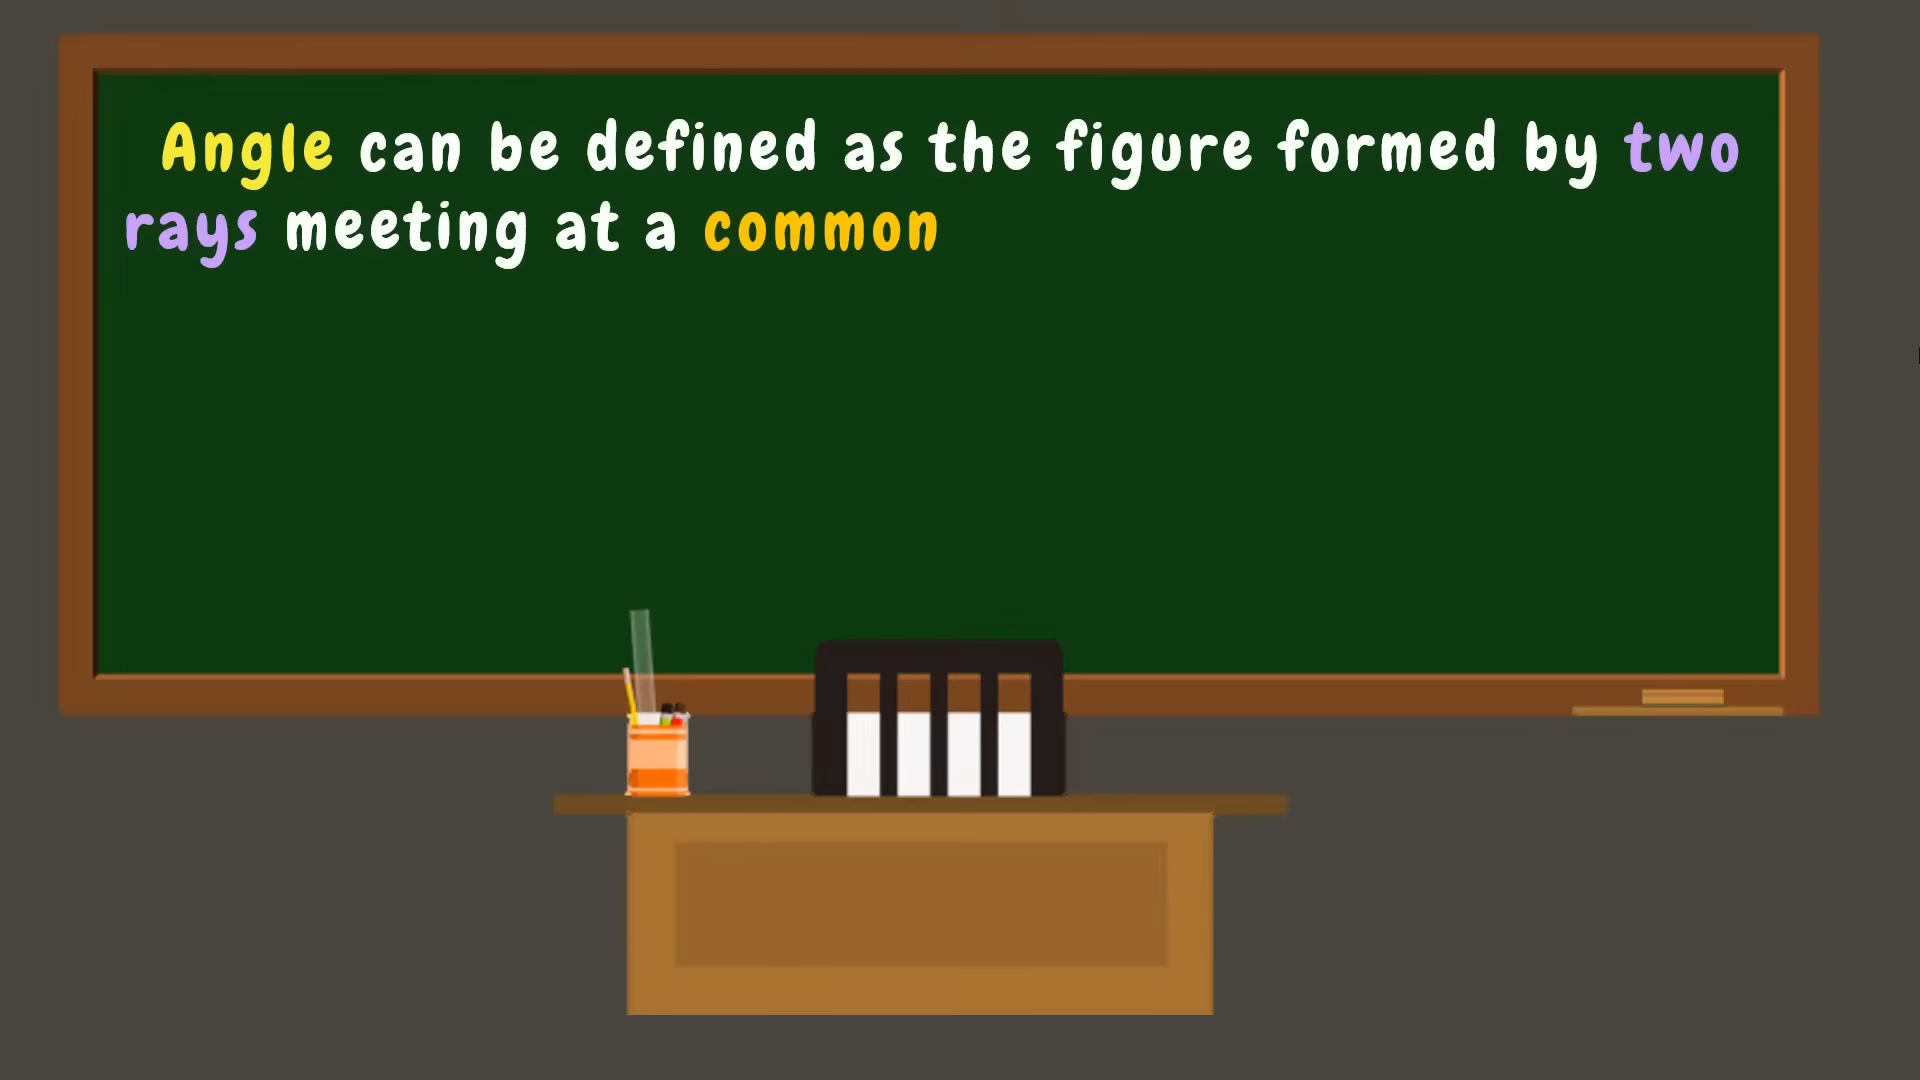 Angle can be defined as the figure formed by two
rays meeting at a common